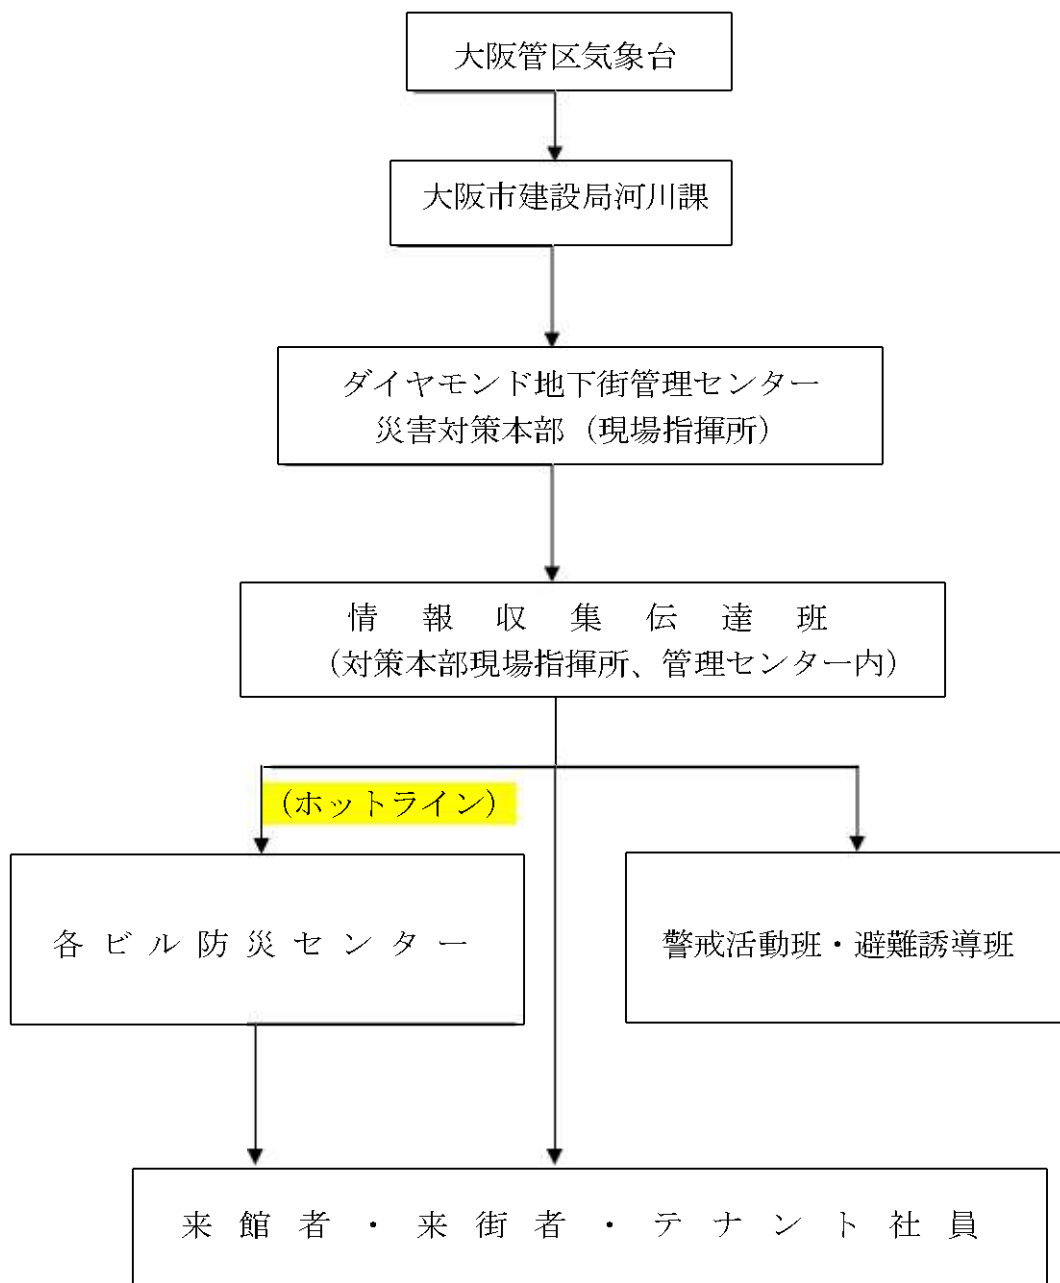 大阪管区気象台
大阪市建設局河川課
ダイヤモンド地下街管理センター
災害対策本部（現場指揮所）
情報収集伝達班
（対策本部現場指揮所、管理センター内）
（ホットライン）
各ビル防災センター
警戒活動班・避難誘導班
来館者・来街者・テナント社員